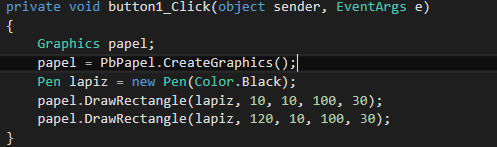 private void button1_Click(object sender, EventArgs e)
{
Graphics papel;
papel = PbPapel.CreateGraphics();
Pen lapiz = new Pen(Color.Black);
papel.DrawRectangle(lapiz, 10, 10, 100, 30);
papel.DrawRectangle(lapiz, 120, 10, 100, 30);
}